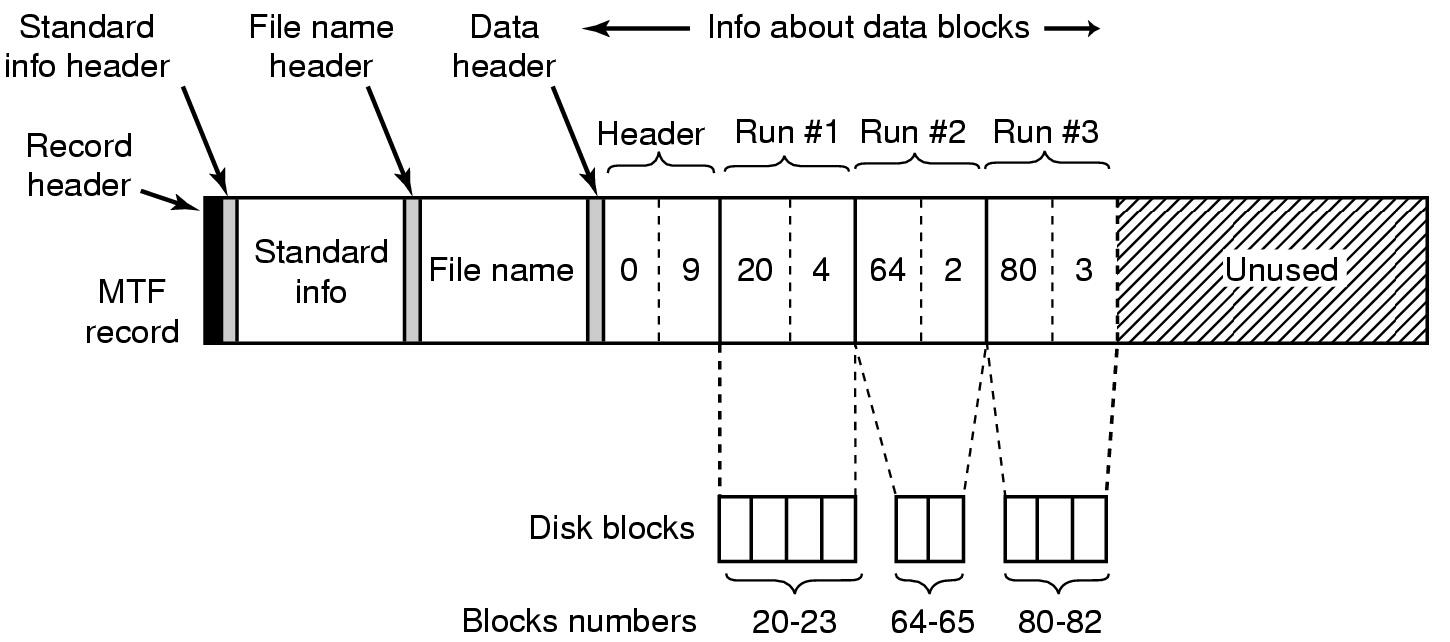 Standard
info header
File name
header
Data
header
Info about data blocks
Record
header
Header
Run #1
Run #2
Run #3
MTF
record
Standard
info
File name
0 9 20 4 64 2 80 3
Unused
Disk blocks
Blocks numbers
20-23
64-65
80-82